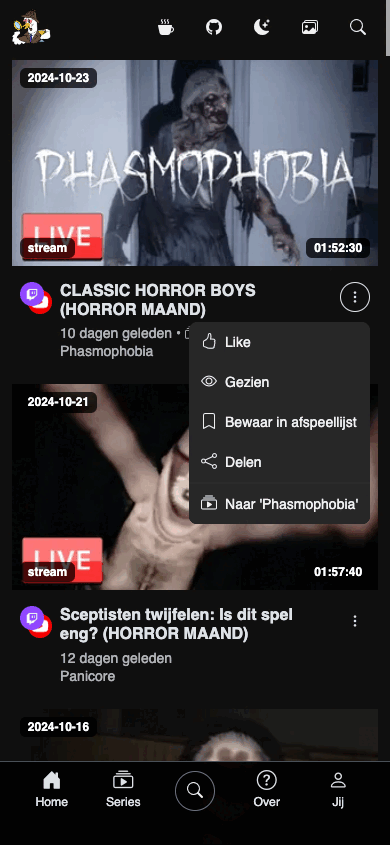 2024-10-23
PHASMOPHOBIA
LIVE
stream
01:52:30
CLASSIC HORROR BOYS
(HORROR MAAND)
10 dagen geleden •
Phasmophobia
Like
Gezien
Bewaar in afspeellijst
Delen
Naar 'Phasmophobia'
2024-10-21
LIVE
stream
01:57:40
Sceptisten twijfelen: Is dit spel
eng? (HORROR MAAND)
12 dagen geleden
Panicore
2024-10-16
Home
Series
Over
Jij